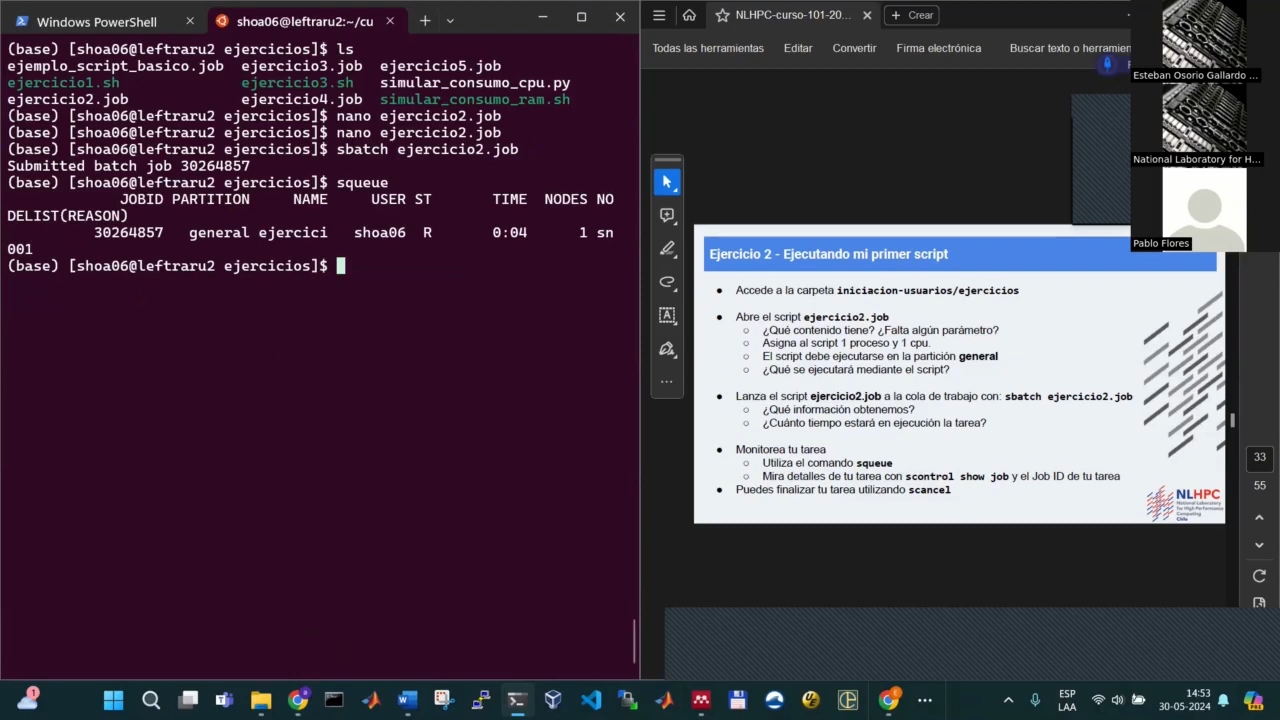 Windows PowerShell
shoa06@leftraru2:~/cu
(base) [shoa06@leftraru2 ejercicios]$ ls
ejemplo_script_basico.job ejercicio3.job ejercicio5.job
ejercicio1.sh ejercicio3.sh simular_consumo_cpu.py
ejercicio2.job ejercicio4.job simular_consumo_ram.sh
(base) [shoa06@leftraru2 ejercicios]$ nano ejercicio2.job
(base) [shoa06@leftraru2 ejercicios]$ nano ejercicio2.job
(base) [shoa06@leftraru2 ejercicios]$ sbatch ejercicio2.job
Submitted batch job 30264857
(base) [shoa06@leftraru2 ejercicios]$ squeue
JOBID PARTITION NAME USER ST TIME NODES NO
DELIST(REASON)
30264857 general ejercici shoa06 R 0:04 1 sn
001
(base) [shoa06@leftraru2 ejercicios]$
NLHPC-curso-101-20...
Crear
Todas las herramientas Editar Convertir Firma electrónica Buscar texto o herramien
Esteban Osorio Gallardo ...
National Laboratory for H...
Pablo Flores
Ejercicio 2 - Ejecutando mi primer script
● Accede a la carpeta iniciacion-usuarios/ejercicios
● Abre el script ejercicio2.job
○ ¿Qué contenido tiene? ¿Falta algún parámetro?
○ Asigna al script 1 proceso y 1 cpu.
○ El script debe ejecutarse en la partición general
○ ¿Qué se ejecutará mediante el script?
● Lanza el script ejercicio2.job a la cola de trabajo con: sbatch ejercicio2.job
○ ¿Qué información obtenemos?
○ ¿Cuánto tiempo estará en ejecución la tarea?
● Monitorea tu tarea
○ Utiliza el comando squeue
○ Mira detalles de tu tarea con scontrol show job y el Job ID de tu tarea
● Puedes finalizar tu tarea utilizando scancel
NLHPC
National Laboratory
for High Performance
Computing
Chile
33
55
1
ESP
LAA
14:53
30-05-2024